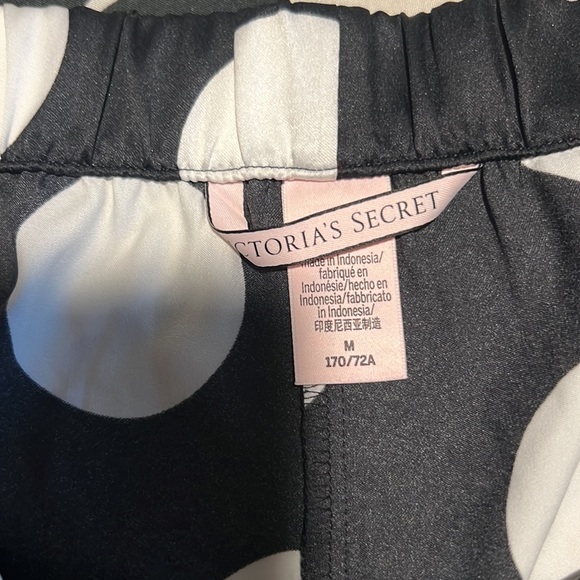 CTORIA'S SECRET
made in Indonesia/
fabriqué en
Indonésie/hecho en
Indonesia/fabbricato
in Indonesia/
印度尼西亚制造
M
170/72A